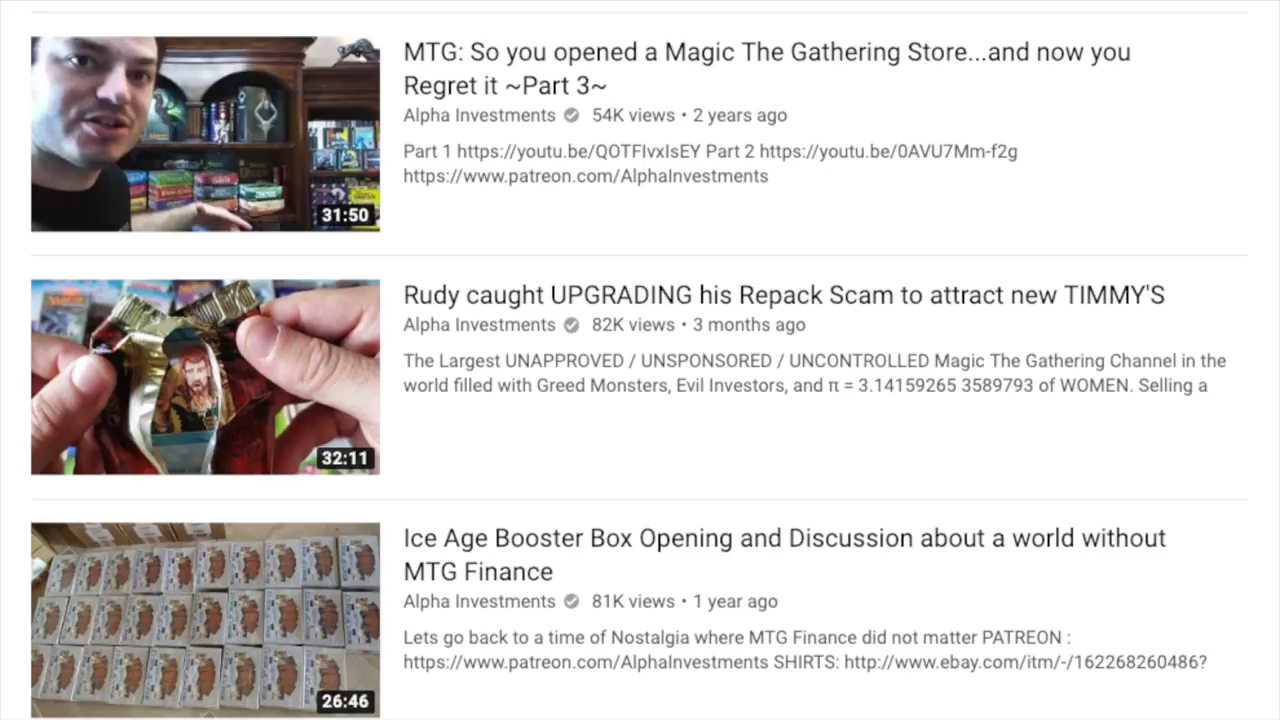 MTG: So you opened a Magic The Gathering Store...and now you
Regret it ~Part 3~
Alpha Investments 54K views • 2 years ago
Part 1 https://youtu.be/QOTFIvxIsEY Part 2 https://youtu.be/0AVU7Mm-f2g
https://www.patreon.com/AlphaInvestments
31:50
Rudy caught UPGRADING his Repack Scam to attract new TIMMY'S
Alpha Investments 82K views • 3 months ago
The Largest UNAPPROVED / UNSPONSORED / UNCONTROLLED Magic The Gathering Channel in the
world filled with Greed Monsters, Evil Investors, and π = 3.14159265 3589793 of WOMEN. Selling a
32:11
Ice Age Booster Box Opening and Discussion about a world without
MTG Finance
Alpha Investments 81K views • 1 year ago
Lets go back to a time of Nostalgia where MTG Finance did not matter PATREON :
https://www.patreon.com/AlphaInvestments SHIRTS: http://www.ebay.com/itm/-/162268260486?
26:46